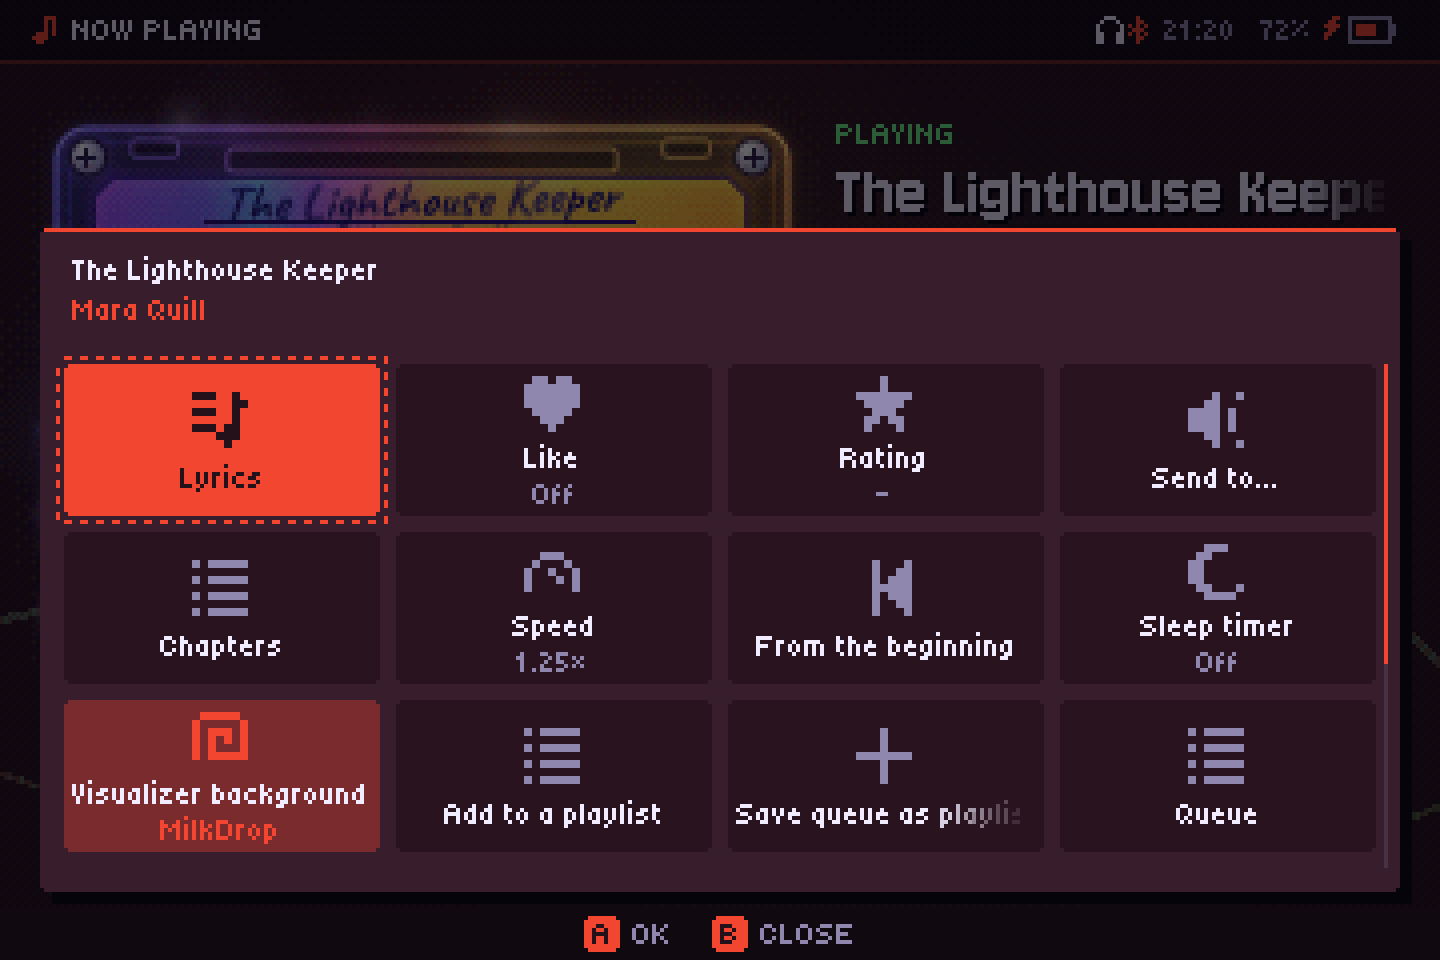 NOW PLAYING
21:20 72%
PLAYING
The Lighthouse Keeper
The Lighthouse Keepe
The Lighthouse Keeper
Mara Quill
Lyrics
Like
Off
Rating
-
Send to...
Chapters
Speed
1.25×
From the beginning
Sleep timer
Off
Visualizer background
MilkDrop
Add to a playlist
Save queue as playlis
Queue
A OK B CLOSE